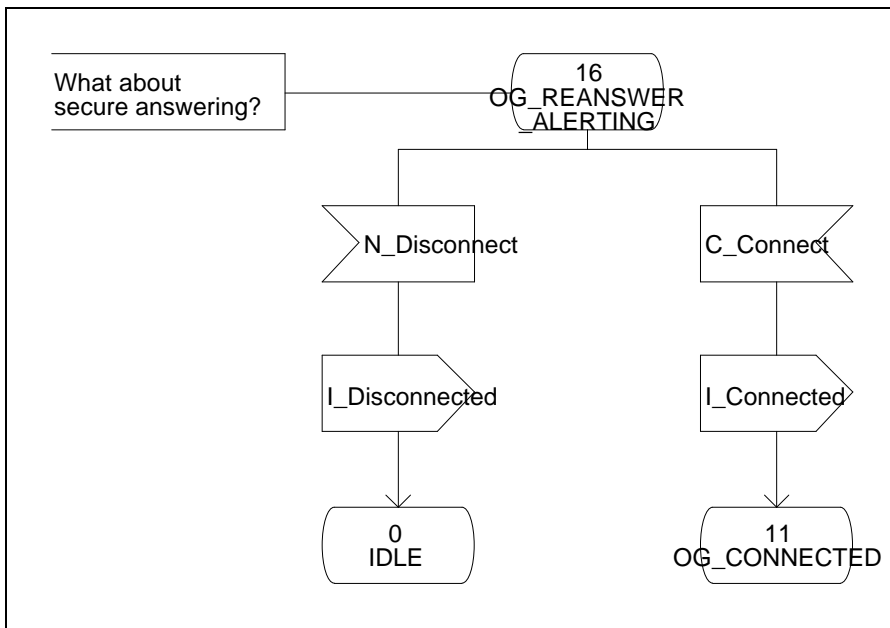 What about
secure answering?
16
OG_REANSWER
_ALERTING
N_Disconnect
C_Connect
I_Disconnected
I_Connected
0
IDLE
11
OG_CONNECTED